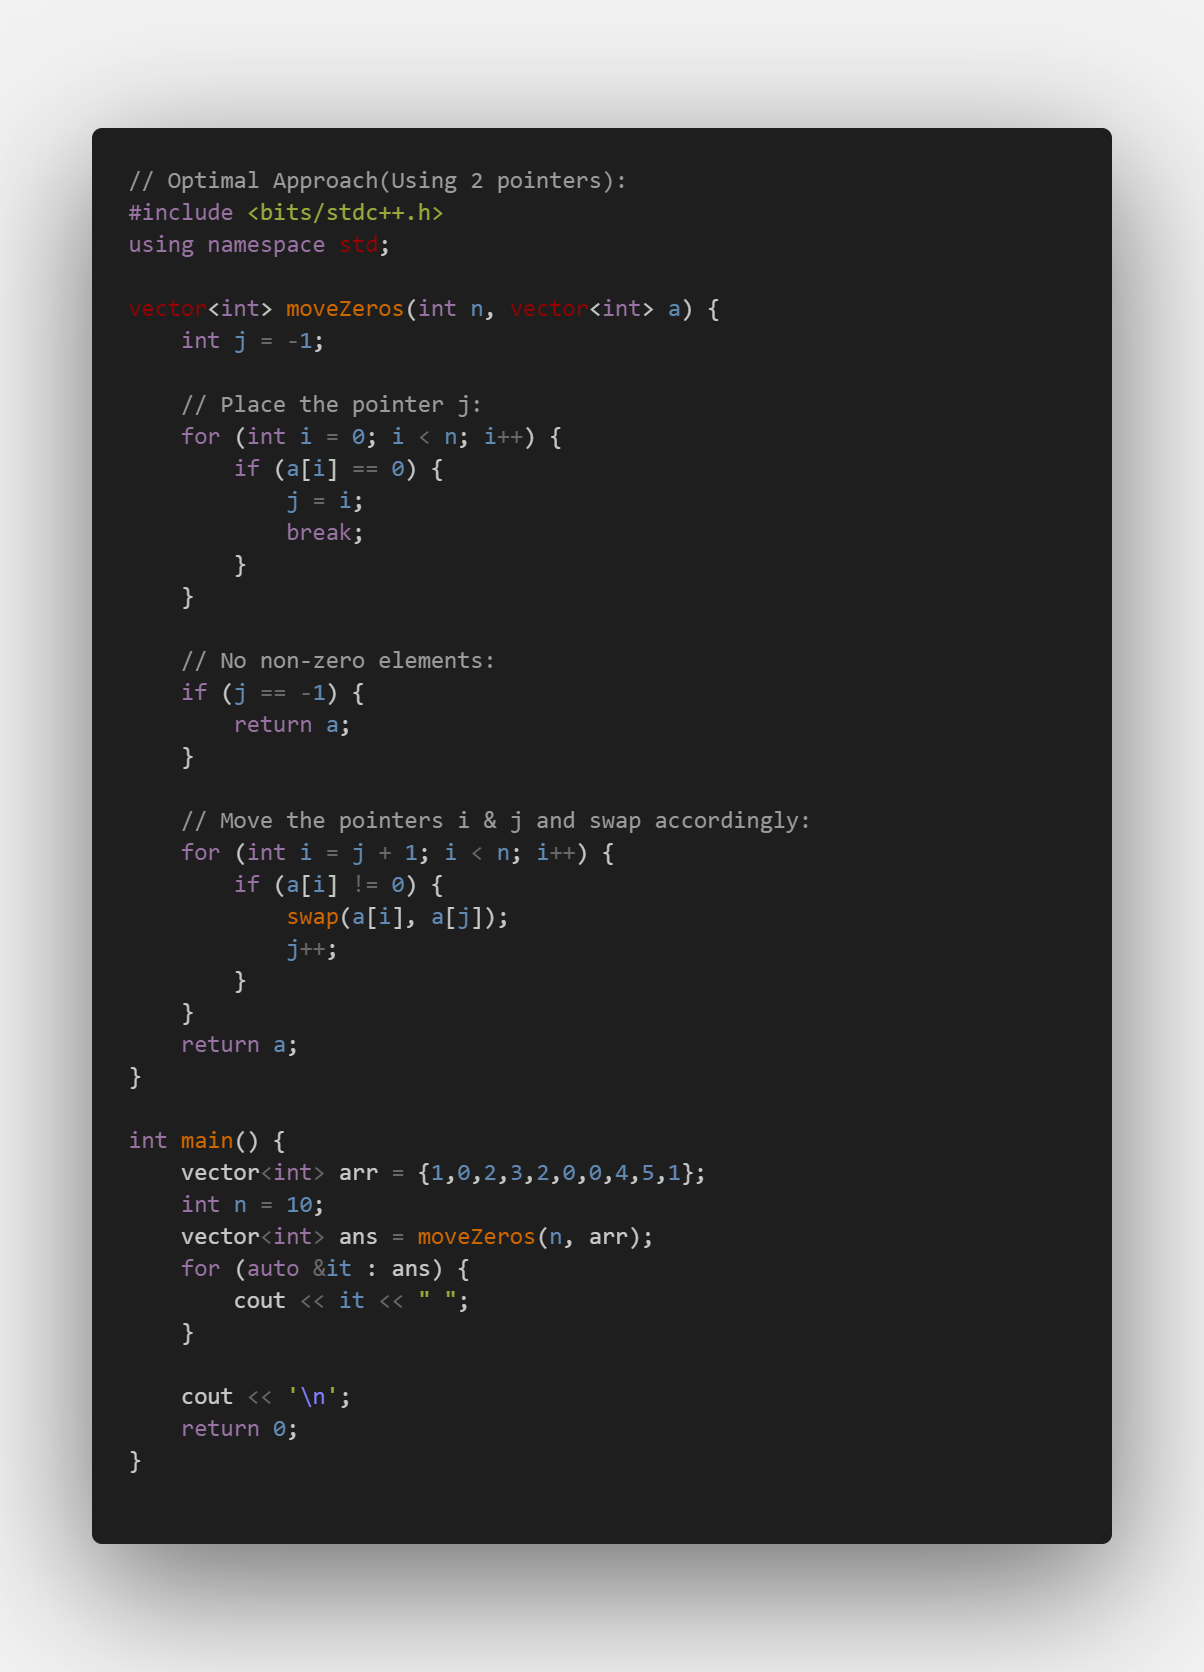 // Optimal Approach(Using 2 pointers):
#include <bits/stdc++.h>
using namespace std;

vector<int> moveZeros(int n, vector<int> a) {
    int j = -1;

    // Place the pointer j:
    for (int i = 0; i < n; i++) {
        if (a[i] == 0) {
            j = i;
            break;
        }
    }

    // No non-zero elements:
    if (j == -1) {
        return a;
    }

    // Move the pointers i & j and swap accordingly:
    for (int i = j + 1; i < n; i++) {
        if (a[i] != 0) {
            swap(a[i], a[j]);
            j++;
        }
    }
    return a;
}

int main() {
    vector<int> arr = {1,0,2,3,2,0,0,4,5,1};
    int n = 10;
    vector<int> ans = moveZeros(n, arr);
    for (auto &it : ans) {
        cout << it << " ";
    }

    cout << '\n';
    return 0;
}